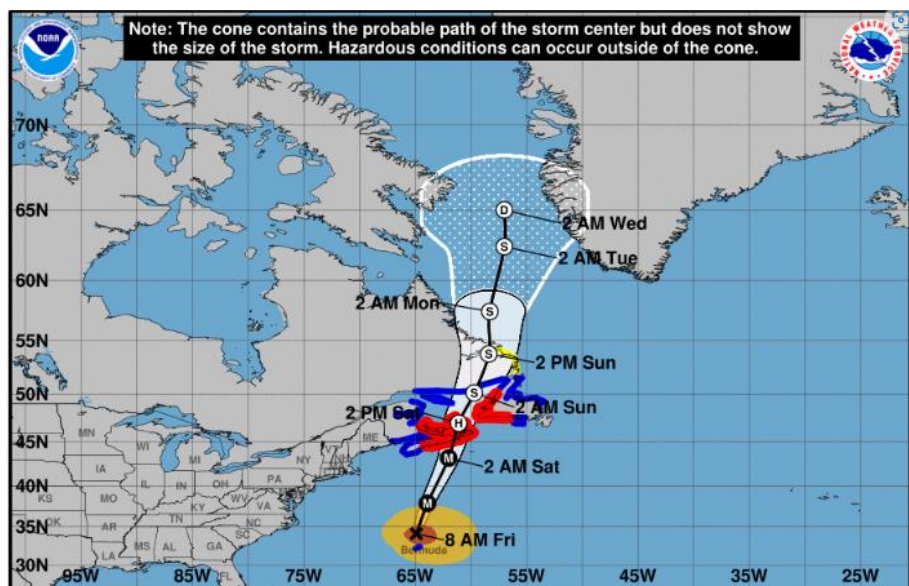 Note: The cone contains the probable path of the storm center but does not show
the size of the storm. Hazardous conditions can occur outside of the cone.
NOAA
NATIONAL WEATHER SERVICE
70N
65N
D
2 AM Wed
S
2 AM Tue
60N
2 AM Mon
S
55N
S
2 PM Sun
50N
S
2 AM Sun
2 PM Sat
H
45N
M
2 AM Sat
40N
M
35N
8 AM Fri
Bermuda
30N
MN
WI
MI
ME
VT
NH
NY
IA
PA
IL
IN
OH
KS
MO
WV
VA
KY
OK
AR
TN
NC
SC
MS
AL
GA
LA
FL
95W
85W
75W
65W
55W
45W
35W
25W